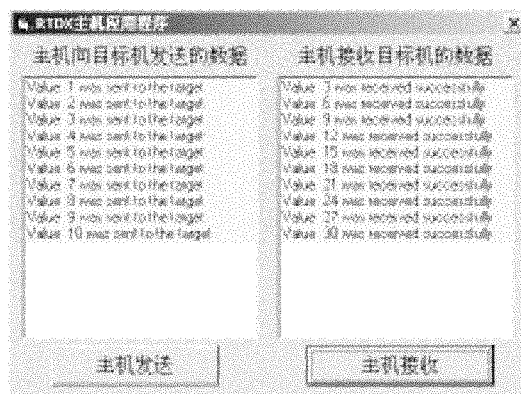 RTDX主机应用程序
主机向目标机发送的数据
Value 1 was sent to the target
Value 2 was sent to the target
Value 3 was sent to the target
Value 4 was sent to the target
Value 5 was sent to the target
Value 6 was sent to the target
Value 7 was sent to the target
Value 8 was sent to the target
Value 9 was sent to the target
Value 10 was sent to the target
主机发送
主机接收目标机的数据
Value 3 was received successfully
Value 6 was received successfully
Value 9 was received successfully
Value 12 was received successfully
Value 15 was received successfully
Value 18 was received successfully
Value 21 was received successfully
Value 24 was received successfully
Value 27 was received successfully
Value 30 was received successfully
主机接收